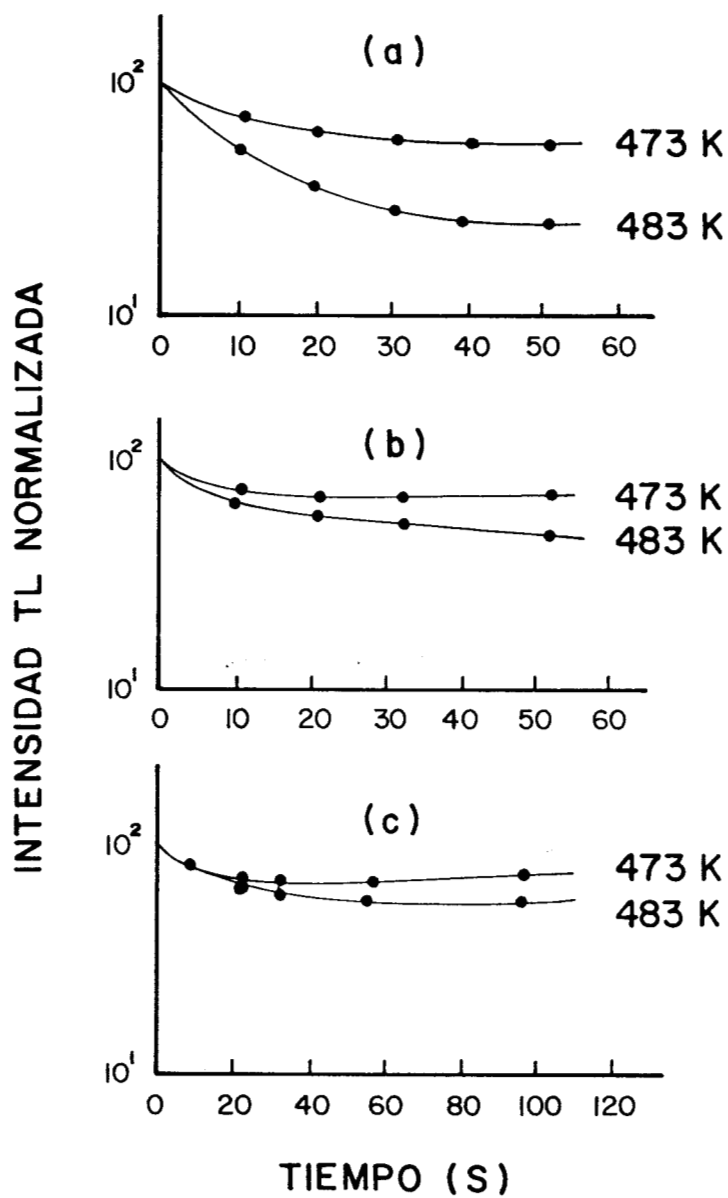 (a)
10²
473 K
483 K
10¹
0 10 20 30 40 50 60
(b)
10²
473 K
483 K
10¹
0 10 20 30 40 50 60
(c)
10²
473 K
483 K
10¹
0 20 40 60 80 100 120
INTENSIDAD TL NORMALIZADA
TIEMPO (S)